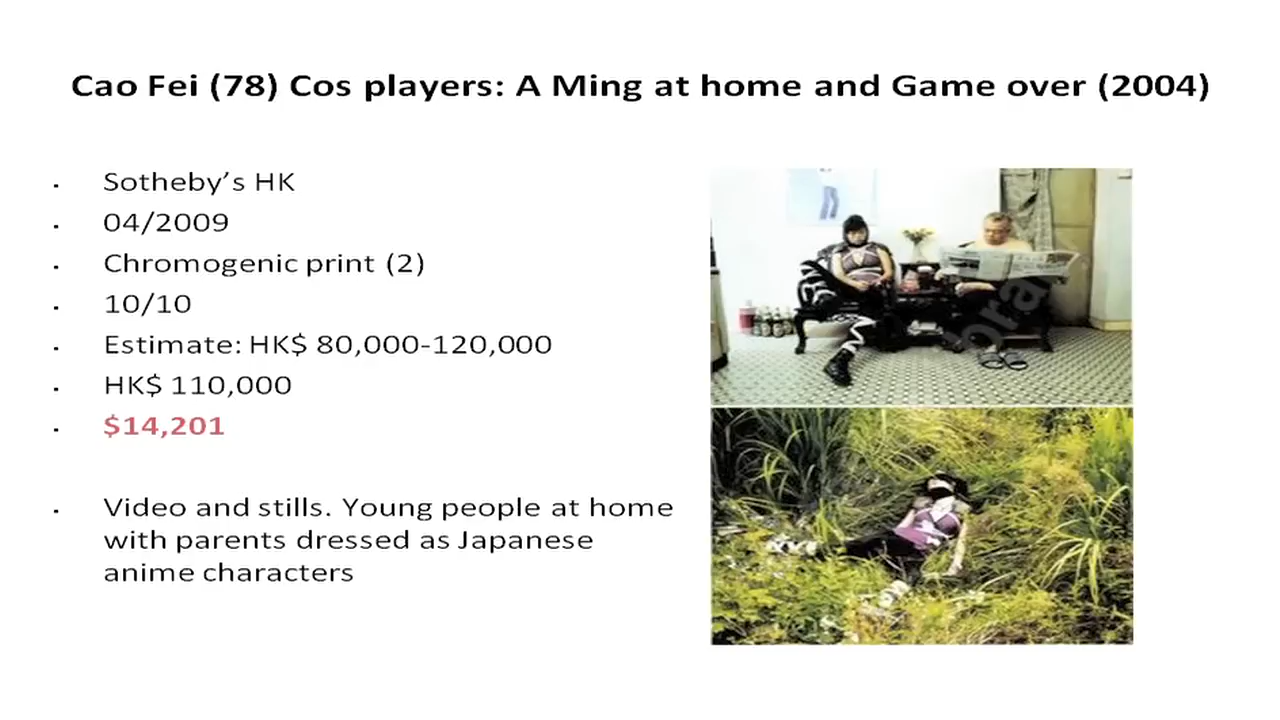 Cao Fei (78) Cos players: A Ming at home and Game over (2004)
▪ Sotheby’s HK
▪ 04/2009
▪ Chromogenic print (2)
▪ 10/10
▪ Estimate: HK$ 80,000-120,000
▪ HK$ 110,000
▪ $14,201
▪ Video and stills. Young people at home
with parents dressed as Japanese
anime characters